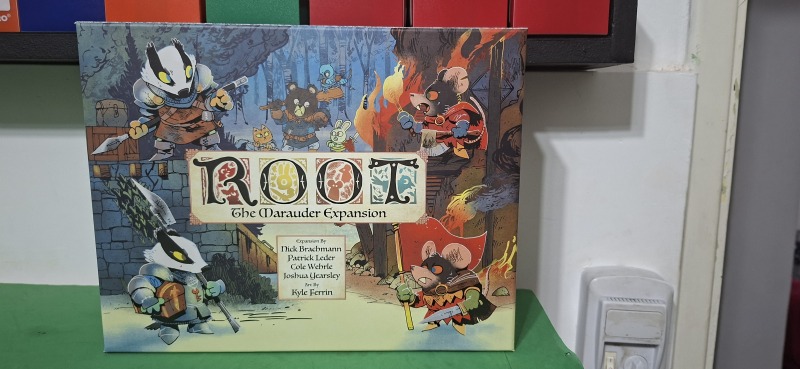 ROOT
The Marauder Expansion
Expansion By
Nick Brachmann
Patrick Leder
Cole Wehrle
Joshua Yearsley
Art By
Kyle Ferrin